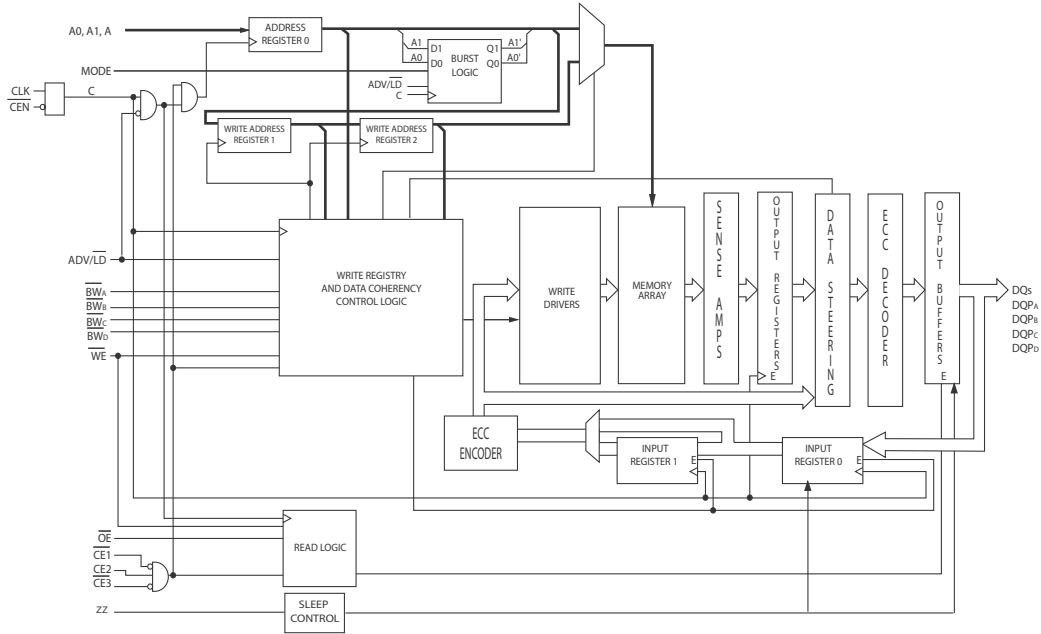 A0, A1, A
ADDRESS
REGISTER 0
A1
A0
D1
D0
BURST
LOGIC
Q1
Q0
A1'
A0'
MODE
ADV/LD
C
CLK
CEN
C
WRITE ADDRESS
REGISTER 1
WRITE ADDRESS
REGISTER 2
ADV/LD
BWA
BWB
BWC
BWD
WE
WRITE REGISTRY
AND DATA COHERENCY
CONTROL LOGIC
WRITE
DRIVERS
MEMORY
ARRAY
SENSE AMPS
OUTPUT REGISTERS
E
DATA STEERING
ECC DECODER
OUTPUT BUFFERS
E
DQs
DQPA
DQPB
DQPC
DQPD
ECC
ENCODER
INPUT
REGISTER 1
E
INPUT
REGISTER 0
E
OE
CE1
CE2
CE3
READ LOGIC
ZZ
SLEEP
CONTROL